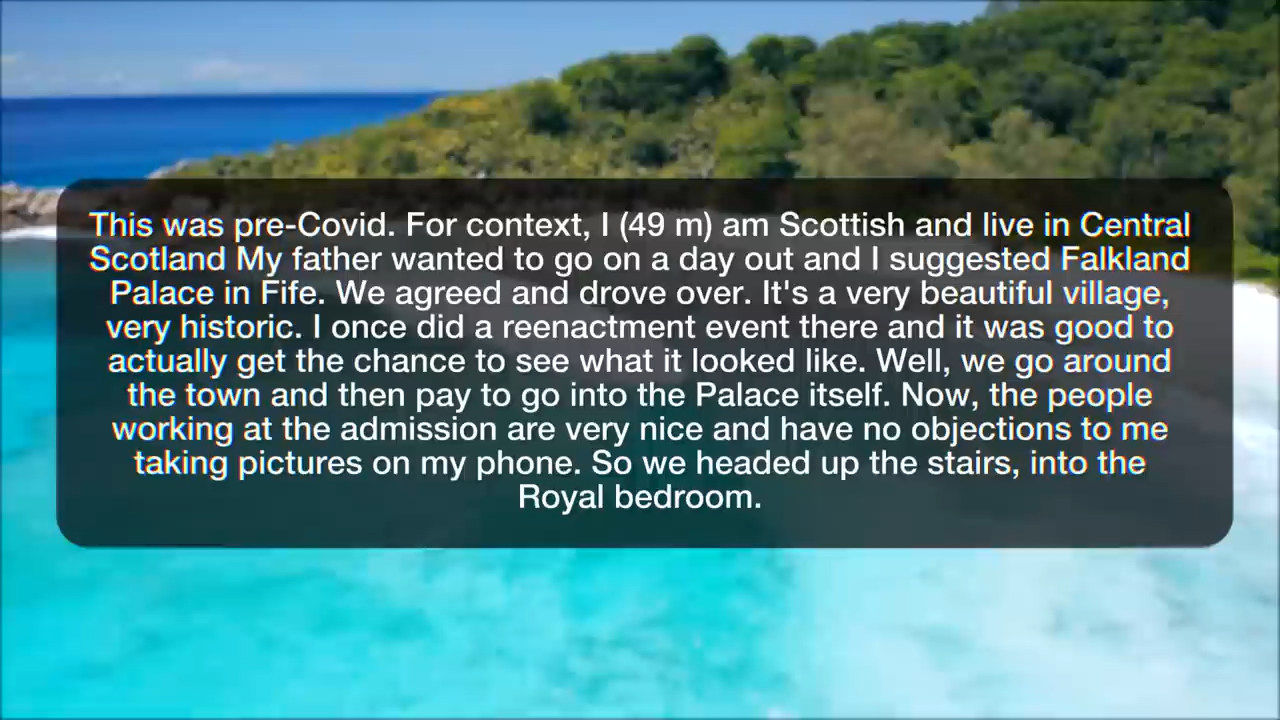 This was pre-Covid. For context, I (49 m) am Scottish and live in Central
Scotland My father wanted to go on a day out and I suggested Falkland
Palace in Fife. We agreed and drove over. It's a very beautiful village,
very historic. I once did a reenactment event there and it was good to
actually get the chance to see what it looked like. Well, we go around
the town and then pay to go into the Palace itself. Now, the people
working at the admission are very nice and have no objections to me
taking pictures on my phone. So we headed up the stairs, into the
Royal bedroom.